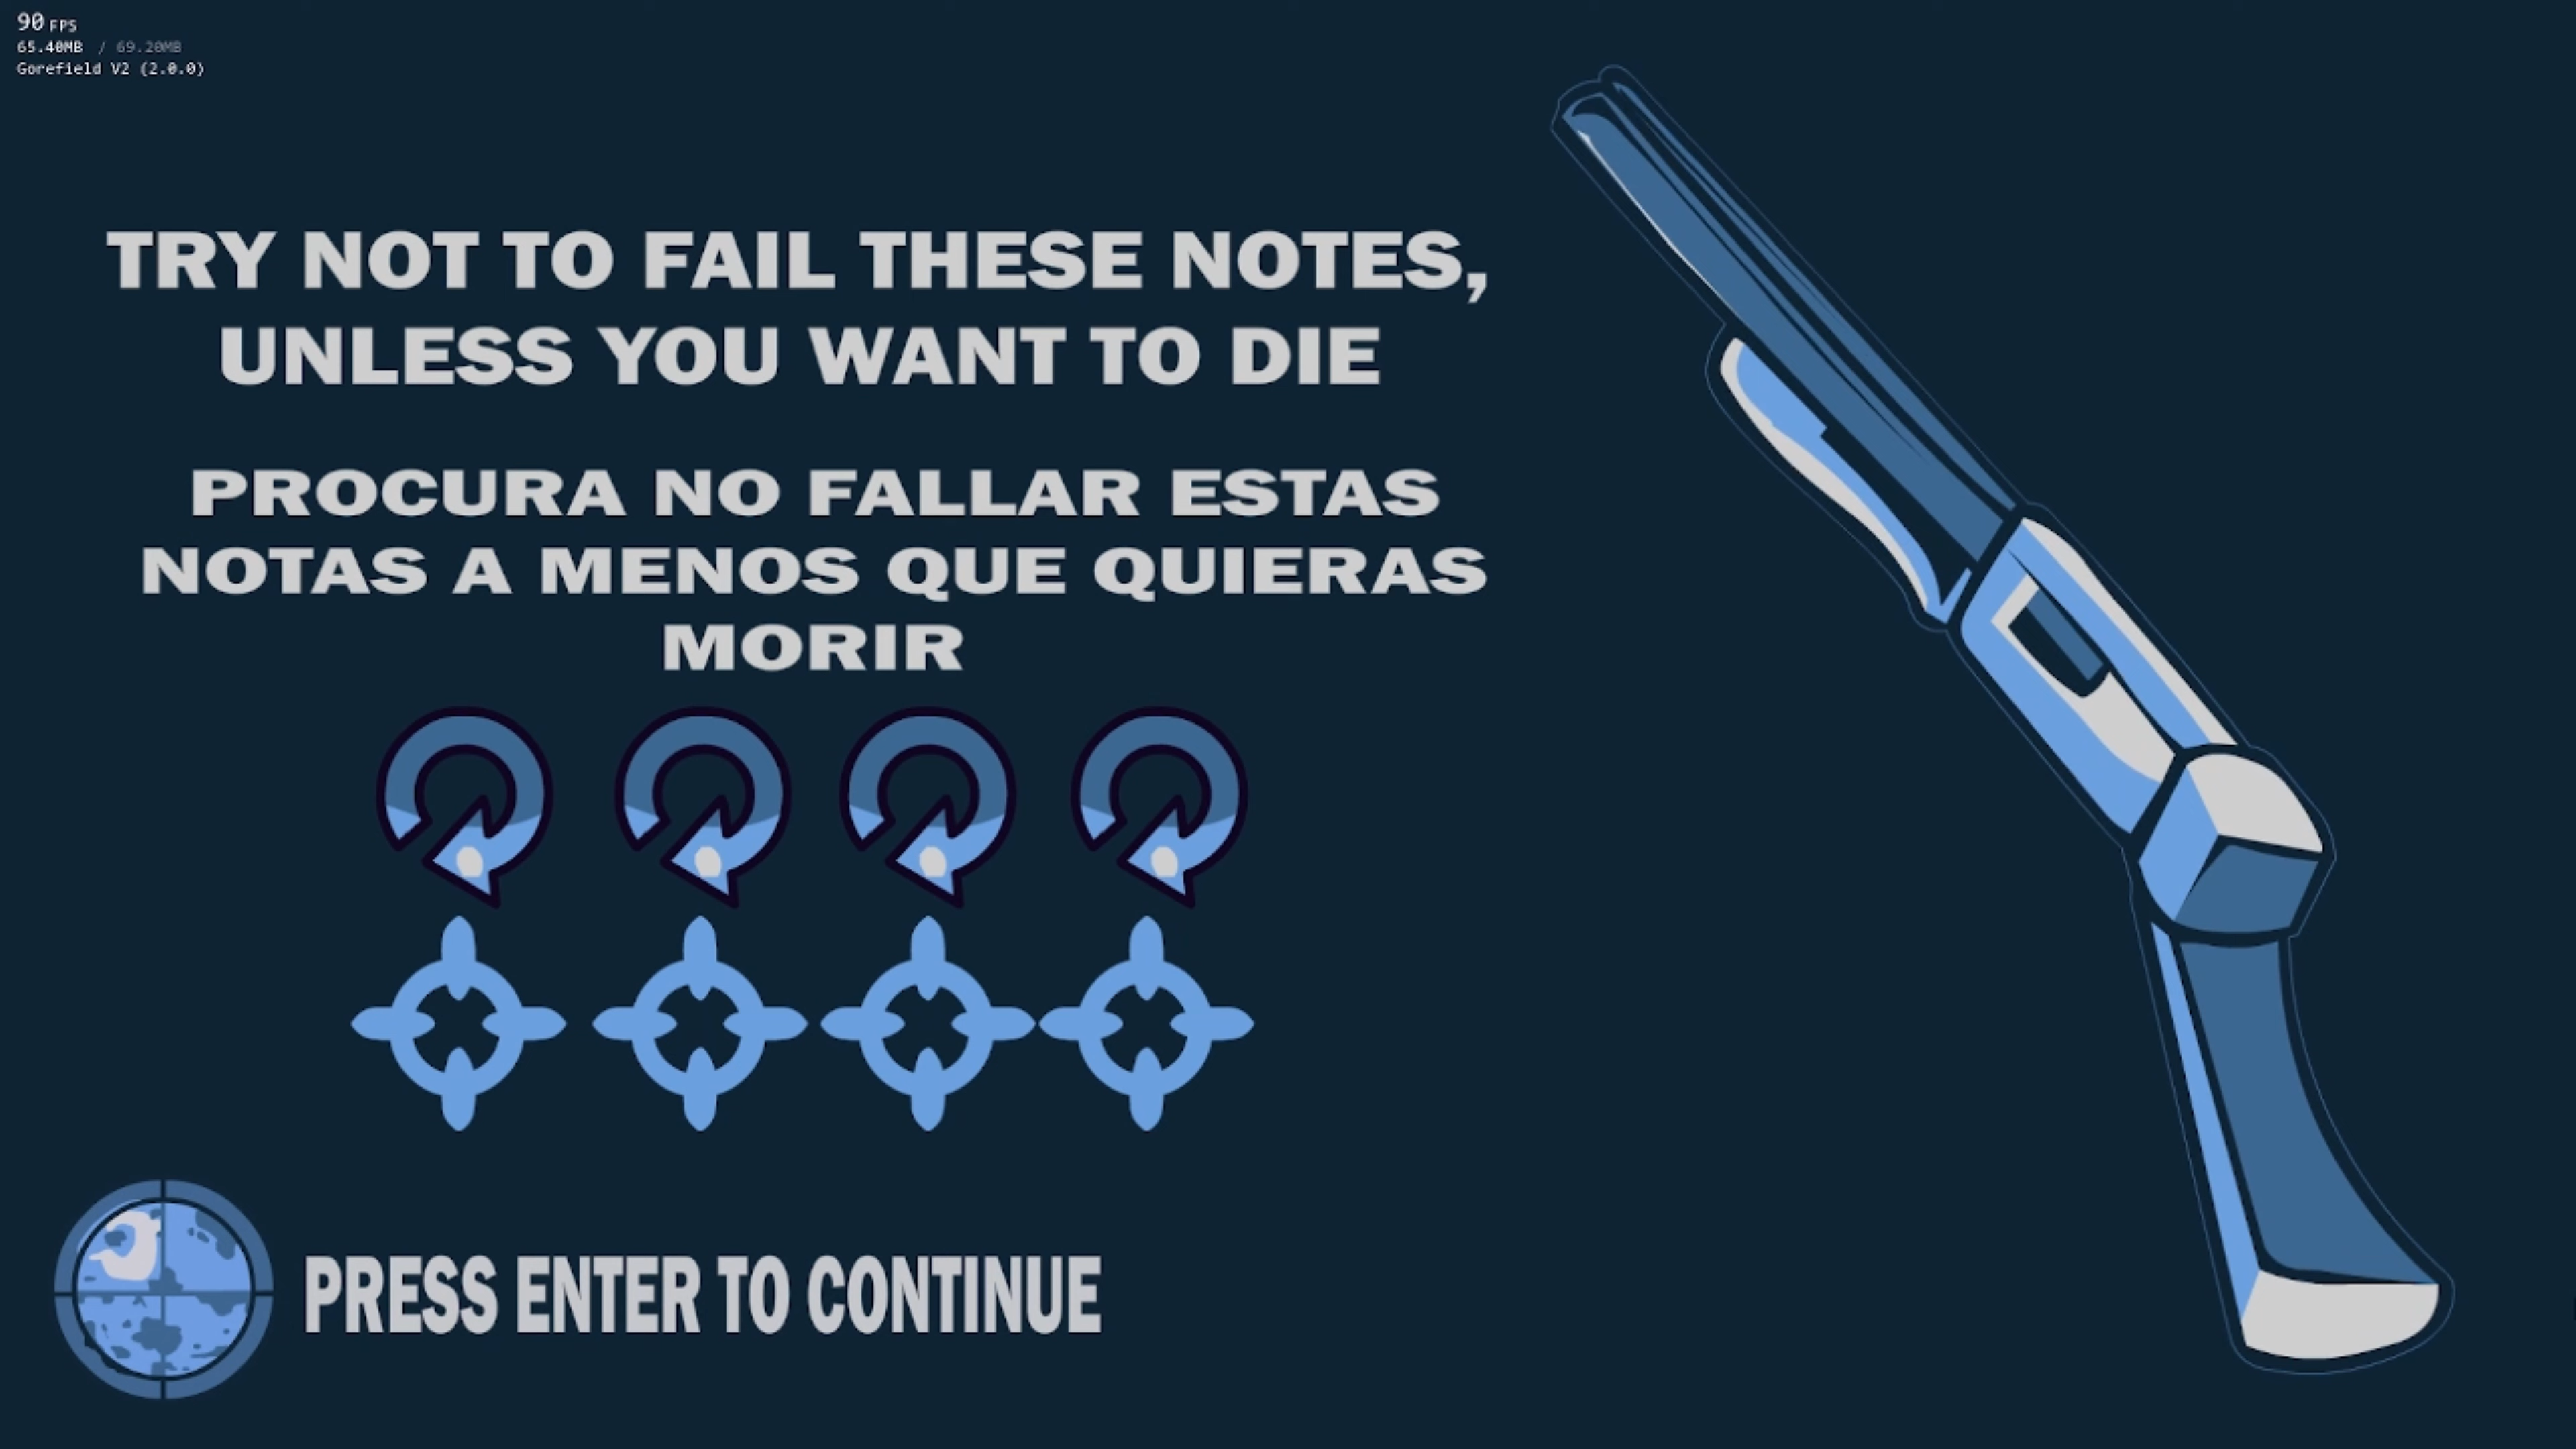 90 FPS
65.40MB / 69.20MB
Gorefield V2 (2.0.0)
TRY NOT TO FAIL THESE NOTES,
UNLESS YOU WANT TO DIE
PROCURA NO FALLAR ESTAS
NOTAS A MENOS QUE QUIERAS
MORIR
PRESS ENTER TO CONTINUE